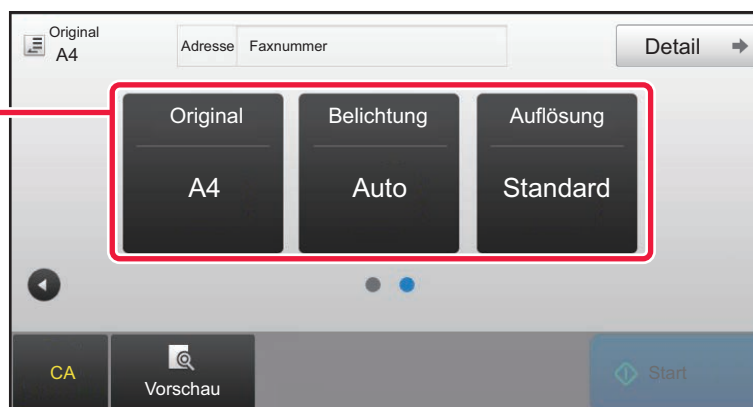 Original
A4
Adresse Faxnummer
Detail
Original
A4
Belichtung
Auto
Auflösung
Standard
CA
Vorschau
Start